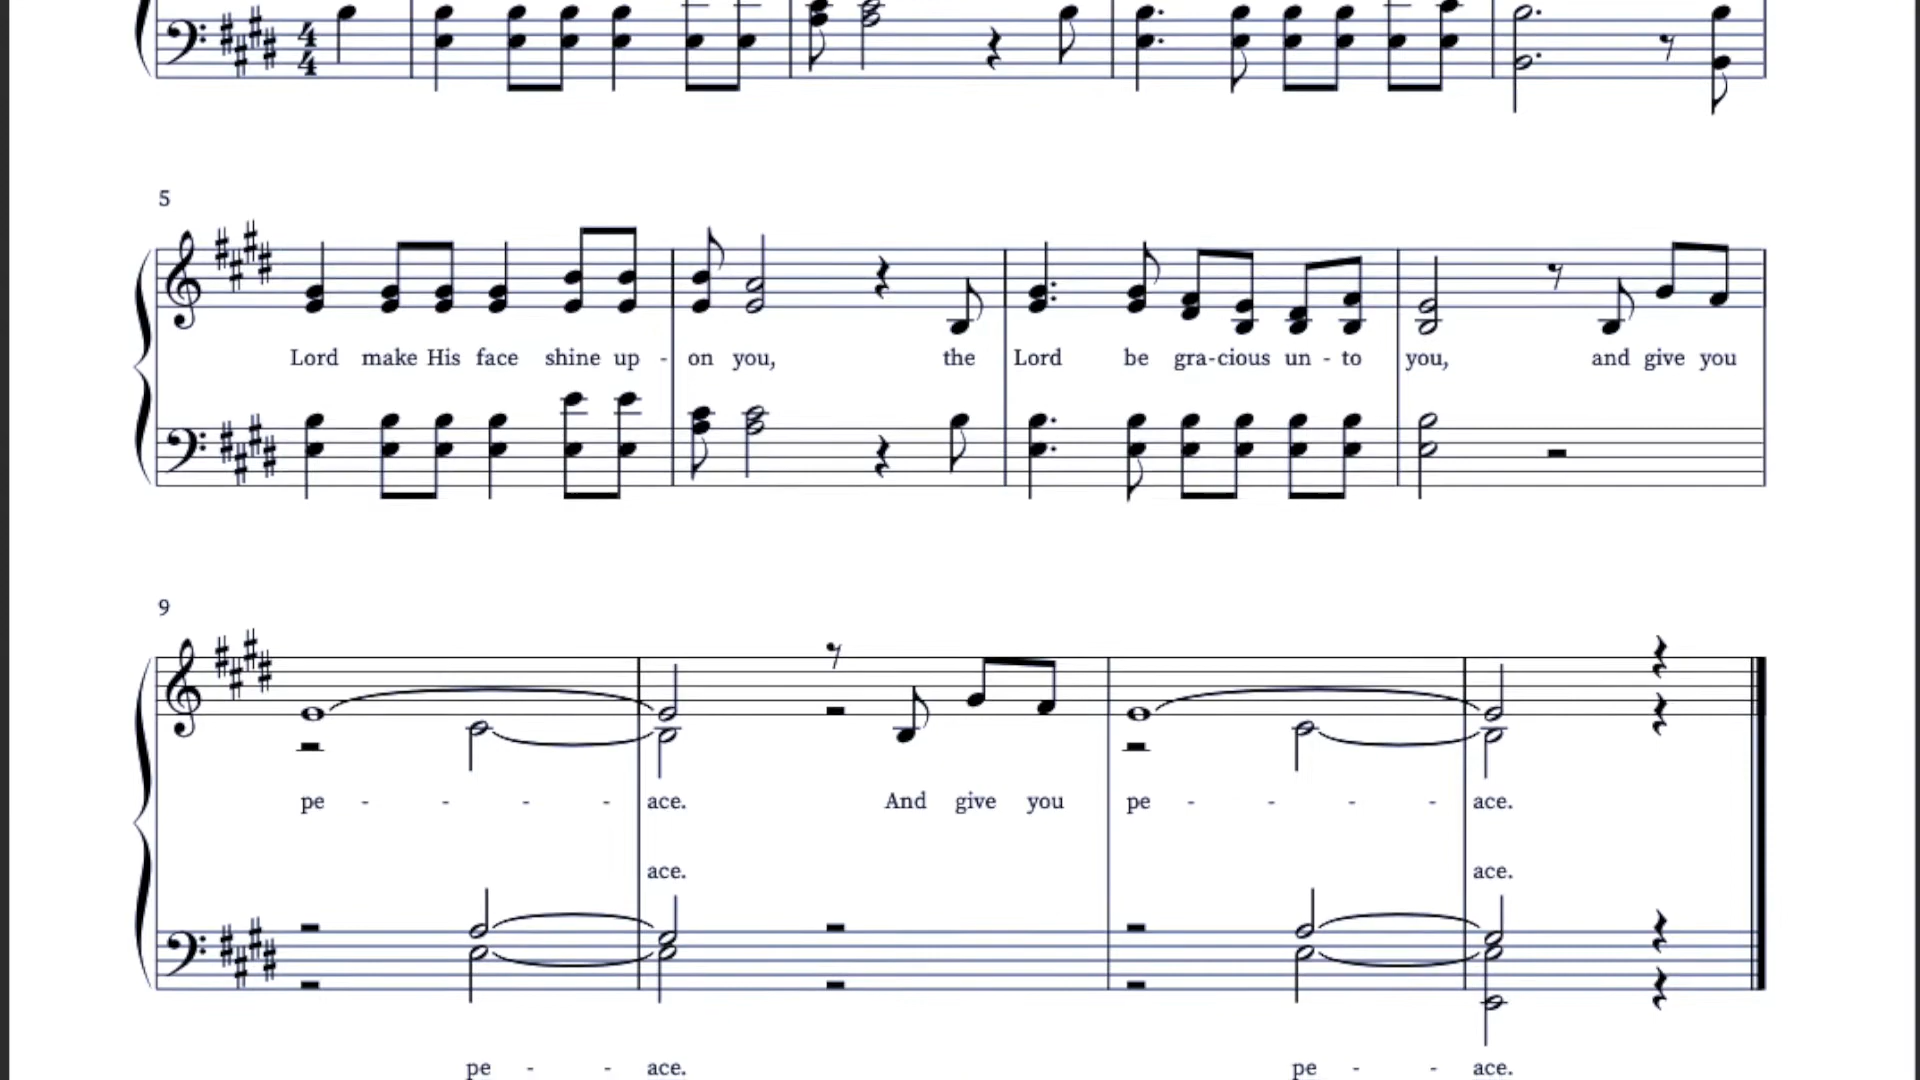 4
4
5
Lord make His face shine up - on you, the Lord be gra-cious un - to you, and give you
9
pe - - - - ace. And give you pe - - - - ace.
ace. ace.
pe - - ace. pe - - ace.